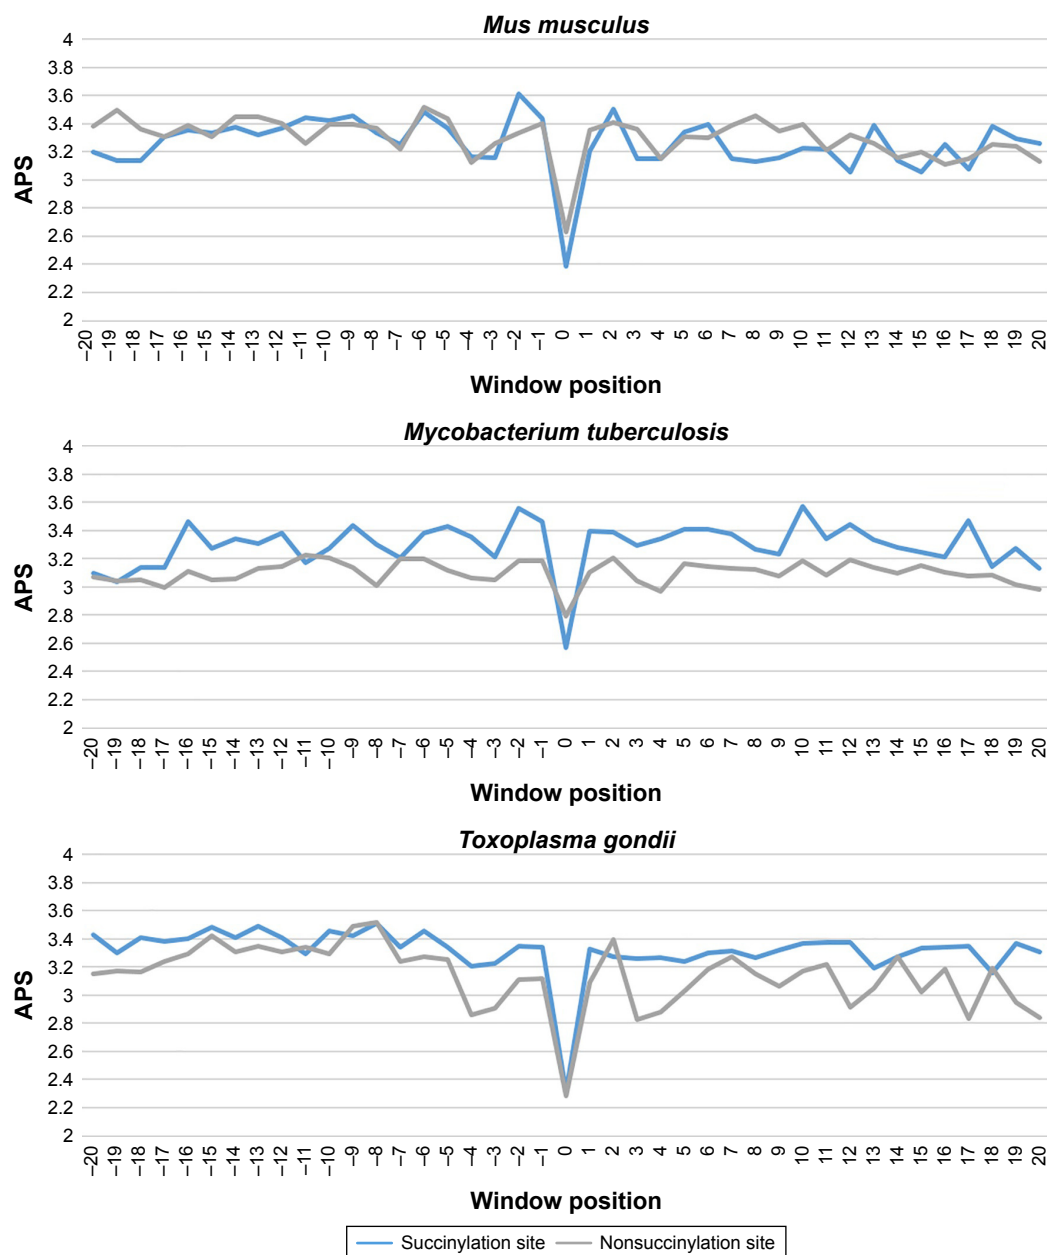 Mus musculus
4
3.8
3.6
3.4
3.2
3
2.8
2.6
2.4
2.2
2
APS
–20 –19 –18 –17 –16 –15 –14 –13 –12 –11 –10 –9 –8 –7 –6 –5 –4 –3 –2 –1 0 1 2 3 4 5 6 7 8 9 10 11 12 13 14 15 16 17 18 19 20
Window position
Mycobacterium tuberculosis
4
3.8
3.6
3.4
3.2
3
2.8
2.6
2.4
2.2
2
APS
–20 –19 –18 –17 –16 –15 –14 –13 –12 –11 –10 –9 –8 –7 –6 –5 –4 –3 –2 –1 0 1 2 3 4 5 6 7 8 9 10 11 12 13 14 15 16 17 18 19 20
Window position
Toxoplasma gondii
4
3.8
3.6
3.4
3.2
3
2.8
2.6
2.4
2.2
2
APS
–20 –19 –18 –17 –16 –15 –14 –13 –12 –11 –10 –9 –8 –7 –6 –5 –4 –3 –2 –1 0 1 2 3 4 5 6 7 8 9 10 11 12 13 14 15 16 17 18 19 20
Window position
Succinylation site Nonsuccinylation site